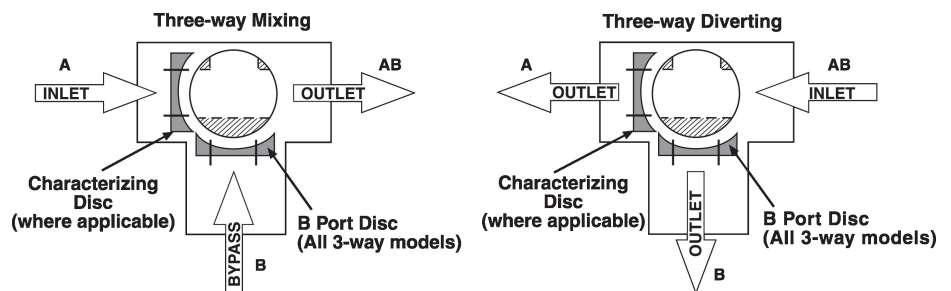 Three-way Mixing
A
INLET
AB
OUTLET
Characterizing
Disc
(where applicable)
B Port Disc
(All 3-way models)
BYPASS
B
Three-way Diverting
A
OUTLET
AB
INLET
Characterizing
Disc
(where applicable)
B Port Disc
(All 3-way models)
OUTLET
B